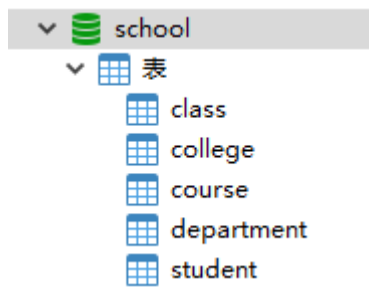 school
表
class
college
course
department
student